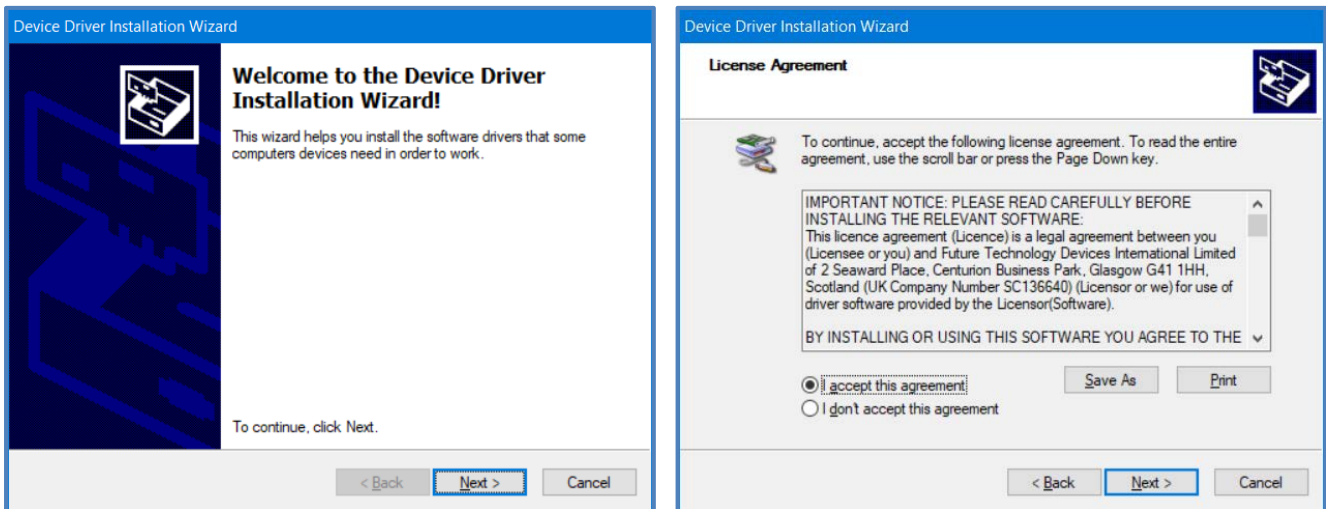 Device Driver Installation Wizard
Welcome to the Device Driver
Installation Wizard!
This wizard helps you install the software drivers that some
computers devices need in order to work.
To continue, click Next.
< Back
Next >
Cancel
Device Driver Installation Wizard
License Agreement
To continue, accept the following license agreement. To read the entire
agreement, use the scroll bar or press the Page Down key.
IMPORTANT NOTICE: PLEASE READ CAREFULLY BEFORE
INSTALLING THE RELEVANT SOFTWARE:
This licence agreement (Licence) is a legal agreement between you
(Licensee or you) and Future Technology Devices International Limited
of 2 Seaward Place, Centurion Business Park, Glasgow G41 1HH,
Scotland (UK Company Number SC136640) (Licensor or we) for use of
driver software provided by the Licensor(Software).
BY INSTALLING OR USING THIS SOFTWARE YOU AGREE TO THE
I accept this agreement
Save As
Print
I don't accept this agreement
< Back
Next >
Cancel